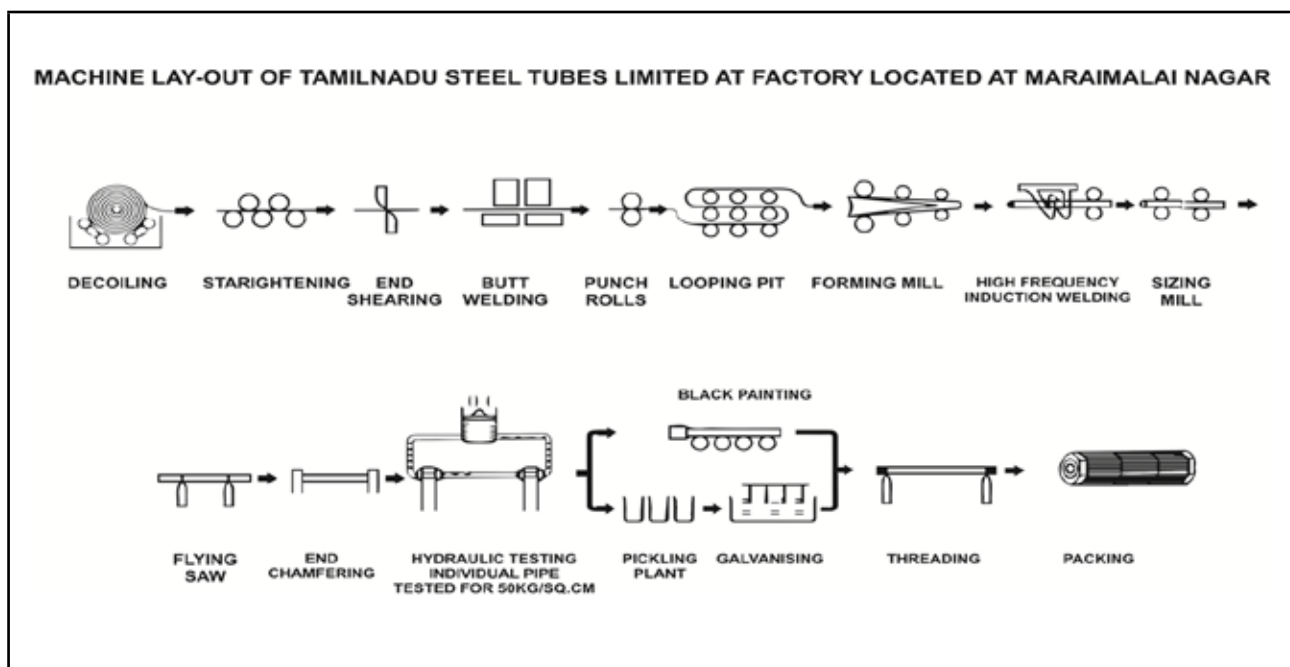 MACHINE LAY-OUT OF TAMILNADU STEEL TUBES LIMITED AT FACTORY LOCATED AT MARAIMALAI NAGAR
DECOILING
STARIGHTENING
END
SHEARING
BUTT
WELDING
PUNCH
ROLLS
LOOPING PIT
FORMING MILL
HIGH FREQUENCY
INDUCTION WELDING
SIZING
MILL
BLACK PAINTING
FLYING
SAW
END
CHAMFERING
HYDRAULIC TESTING
INDIVIDUAL PIPE
TESTED FOR 50KG/SQ.CM
PICKLING
PLANT
GALVANISING
THREADING
PACKING